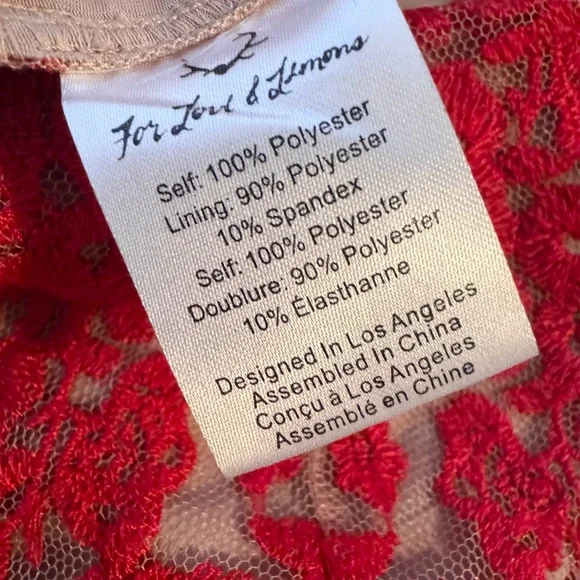 For Love & Lemons
Self: 100% Polyester
Lining: 90% Polyester
10% Spandex
Self: 100% Polyester
Doublure: 90% Polyester
10% Élasthanne
Designed In Los Angeles
Assembled In China
Conçu à Los Angeles
Assemblé en Chine